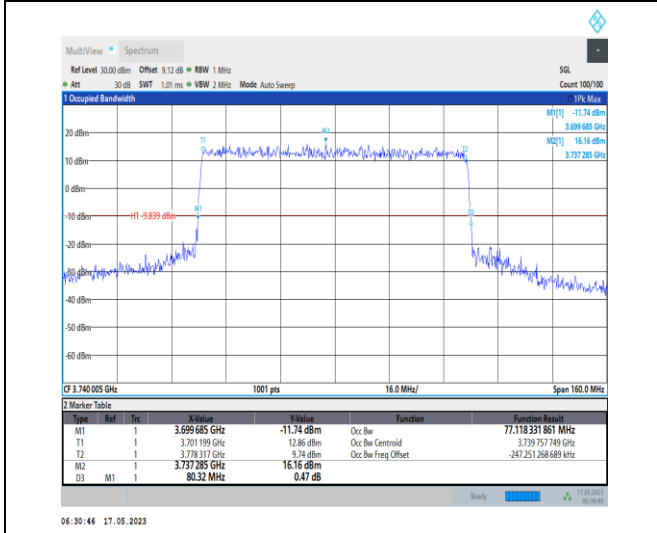 MultiView Spectrum
Ref Level 30.00 dBm Offset 9.12 dB RBW 1 MHz SGL
Att 30 dB SWT 1.01 ms VBW 2 MHz Mode Auto Sweep Count 100/100
1 Occupied Bandwidth 1Pk Max
M1[1] -11.74 dBm
3.699 685 GHz
M2[1] 16.16 dBm
3.737 285 GHz
20 dBm
T1
M2
T2
10 dBm
0 dBm
M1
D3
-10 dBm
H1 -9.839 dBm
-20 dBm
-30 dBm
-40 dBm
-50 dBm
-60 dBm
CF 3.740 005 GHz 1001 pts 16.0 MHz/ Span 160.0 MHz
2 Marker Table
Type Ref Trc X-Value Y-Value Function Function Result
M1 1 3.699 685 GHz -11.74 dBm Occ Bw 77.118 331 861 MHz
T1 1 3.701 199 GHz 12.86 dBm Occ Bw Centroid 3.739 757 749 GHz
T2 1 3.778 317 GHz 9.74 dBm Occ Bw Freq Offset -247.251 268 689 kHz
M2 1 3.737 285 GHz 16.16 dBm
D3 M1 1 80.32 MHz 0.47 dB
Ready 17.05.2023
06:30:46
06:30:46 17.05.2023